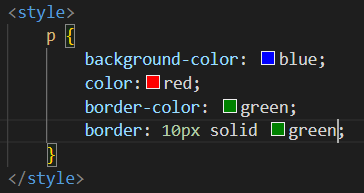 <style>
p {
background-color: blue;
color:red;
border-color: green;
border: 10px solid green;
}
</style>